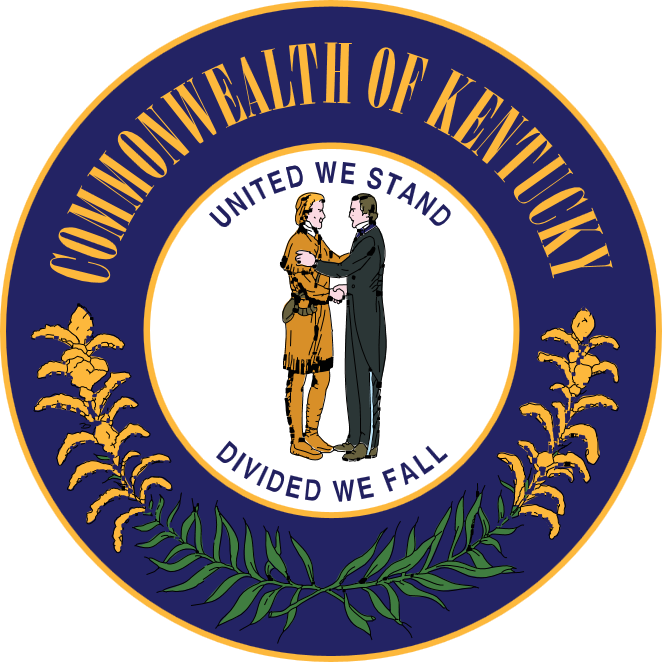 COMMONWEALTH OF KENTUCKY
UNITED WE STAND
DIVIDED WE FALL